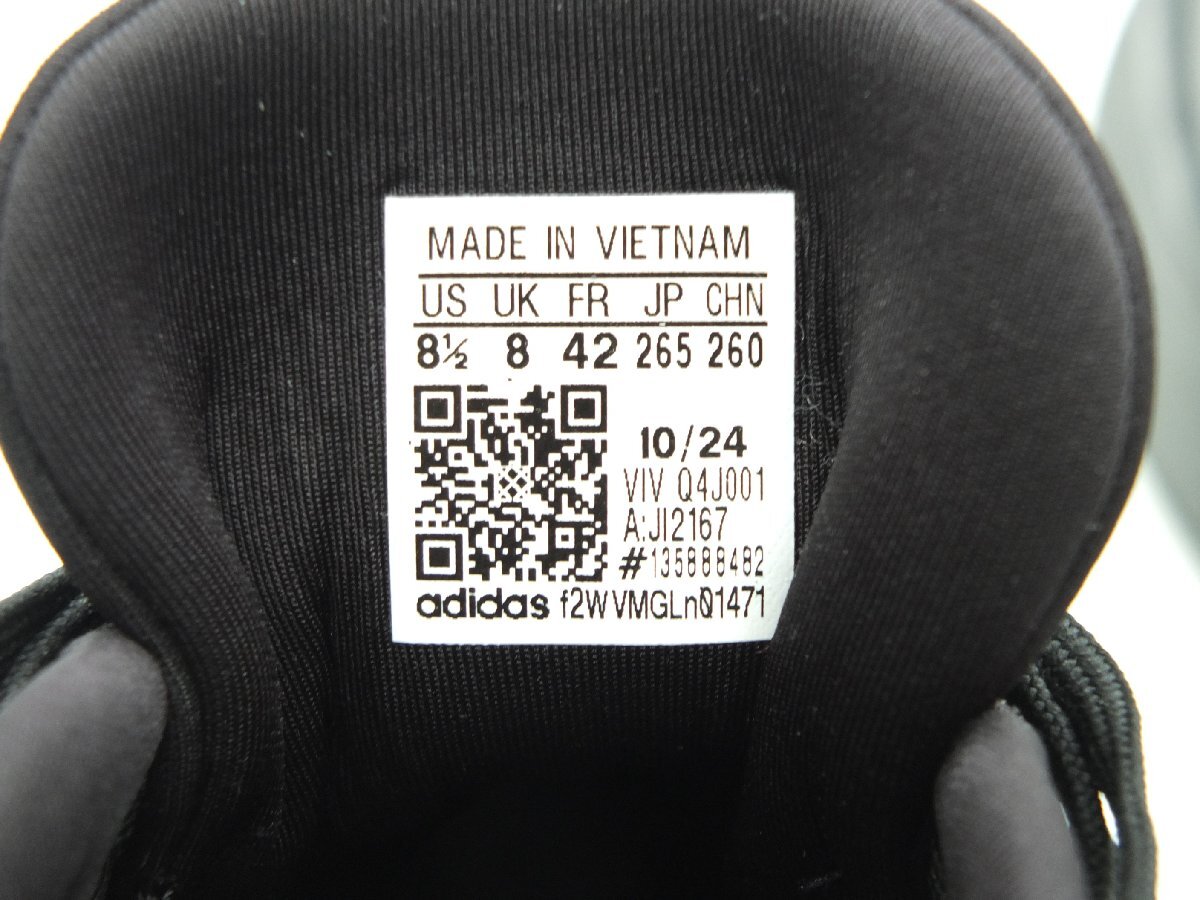 MADE IN VIETNAM
US UK FR JP CHN
8½ 8 42 265 260
10/24
VIV Q4J001
A:JI2167
#135888482
adidas f2WVMGLn01471